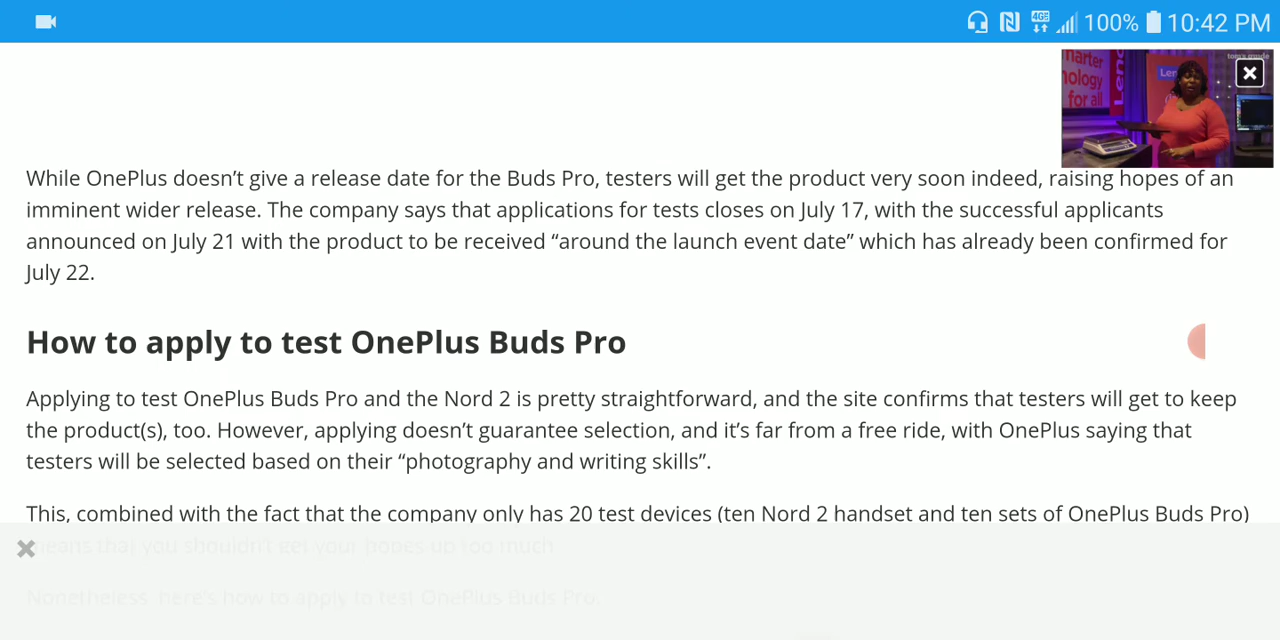 100% 10:42 PM
harter
nology
for all
Len
While OnePlus doesn’t give a release date for the Buds Pro, testers will get the product very soon indeed, raising hopes of an
imminent wider release. The company says that applications for tests closes on July 17, with the successful applicants
announced on July 21 with the product to be received “around the launch event date” which has already been confirmed for
July 22.
How to apply to test OnePlus Buds Pro
Applying to test OnePlus Buds Pro and the Nord 2 is pretty straightforward, and the site confirms that testers will get to keep
the product(s), too. However, applying doesn’t guarantee selection, and it’s far from a free ride, with OnePlus saying that
testers will be selected based on their “photography and writing skills”.
This, combined with the fact that the company only has 20 test devices (ten Nord 2 handset and ten sets of OnePlus Buds Pro)
means that you shouldn't get your hopes up too much
Nonetheless, here's how to apply to test OnePlus Buds Pro.